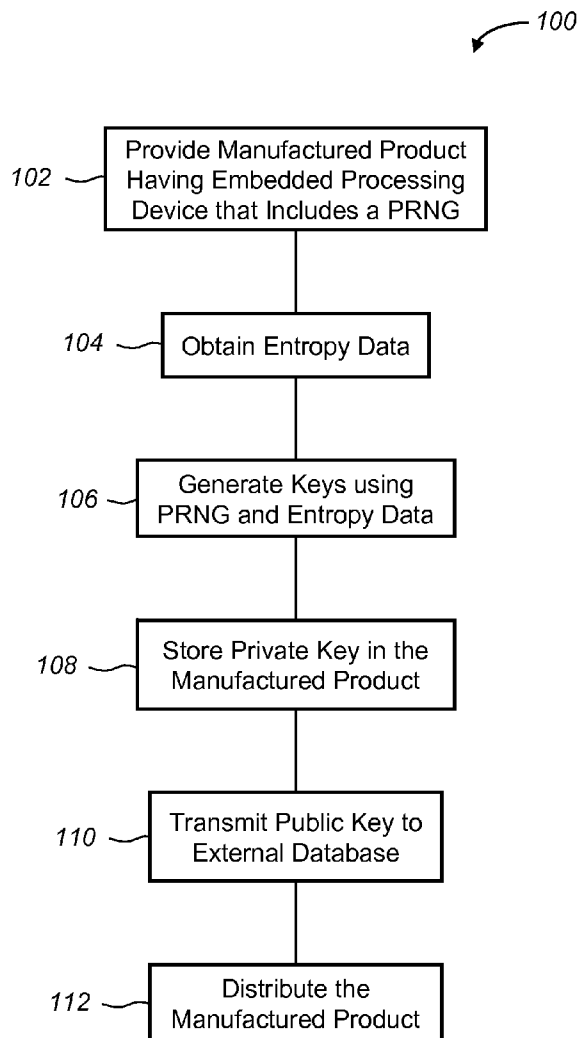 100
102
Provide Manufactured Product
Having Embedded Processing
Device that Includes a PRNG
104
Obtain Entropy Data
106
Generate Keys using
PRNG and Entropy Data
108
Store Private Key in the
Manufactured Product
110
Transmit Public Key to
External Database
112
Distribute the
Manufactured Product